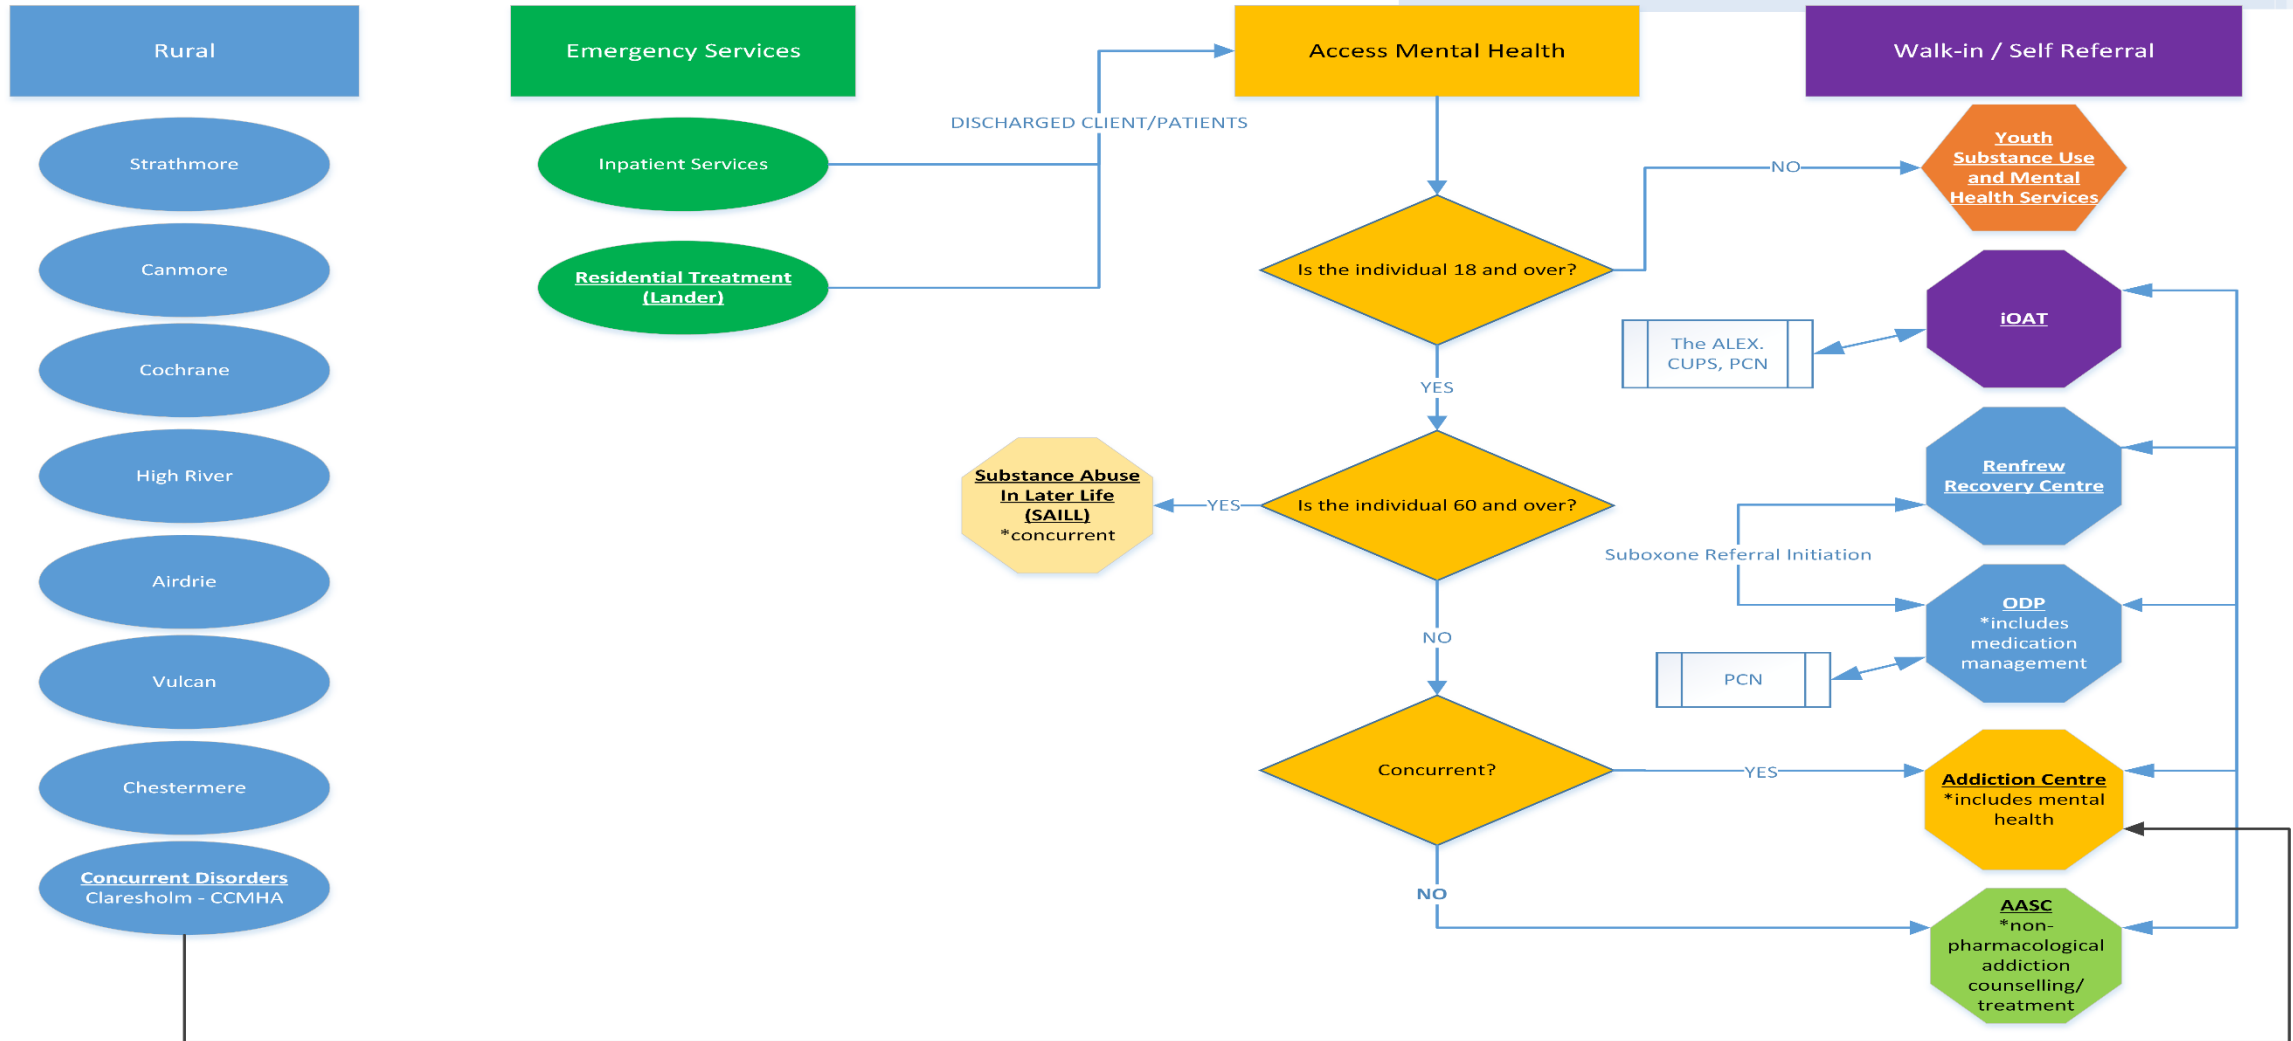 Rural
Strathmore
Canmore
Cochrane
High River
Airdrie
Vulcan
Chestermere
Concurrent Disorders
Claresholm - CCMHA
Emergency Services
Inpatient Services
Residential Treatment
(Lander)
DISCHARGED CLIENT/PATIENTS
Access Mental Health
Is the individual 18 and over?
NO
YES
Is the individual 60 and over?
YES
Substance Abuse
In Later Life
(SAILL)
*concurrent
NO
Concurrent?
YES
NO
Walk-in / Self Referral
Youth
Substance Use
and Mental
Health Services
iOAT
The ALEX.
CUPS, PCN
Renfrew
Recovery Centre
Suboxone Referral Initiation
ODP
*includes
medication
management
PCN
Addiction Centre
*includes mental
health
AASC
*non-
pharmacological
addiction
counselling/
treatment